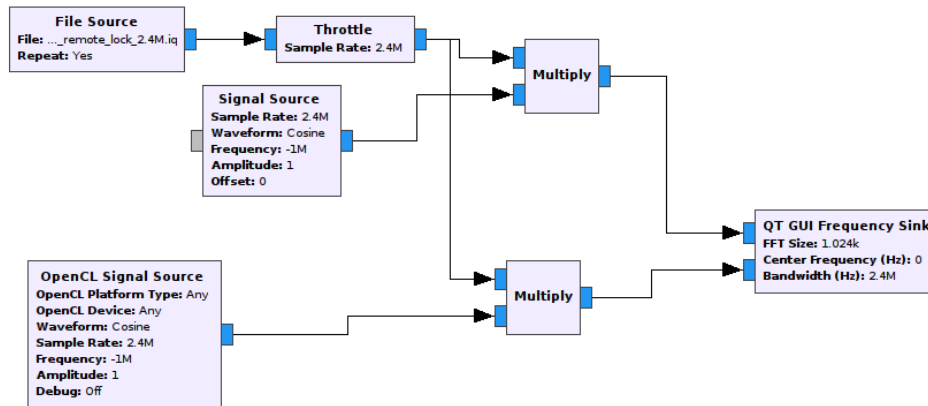 File Source
File: ..._remote_lock_2.4M.iq
Repeat: Yes
Throttle
Sample Rate: 2.4M
Multiply
Signal Source
Sample Rate: 2.4M
Waveform: Cosine
Frequency: -1M
Amplitude: 1
Offset: 0
QT GUI Frequency Sink
FFT Size: 1.024k
Center Frequency (Hz): 0
Bandwidth (Hz): 2.4M
OpenCL Signal Source
OpenCL Platform Type: Any
OpenCL Device: Any
Waveform: Cosine
Sample Rate: 2.4M
Frequency: -1M
Amplitude: 1
Debug: Off
Multiply